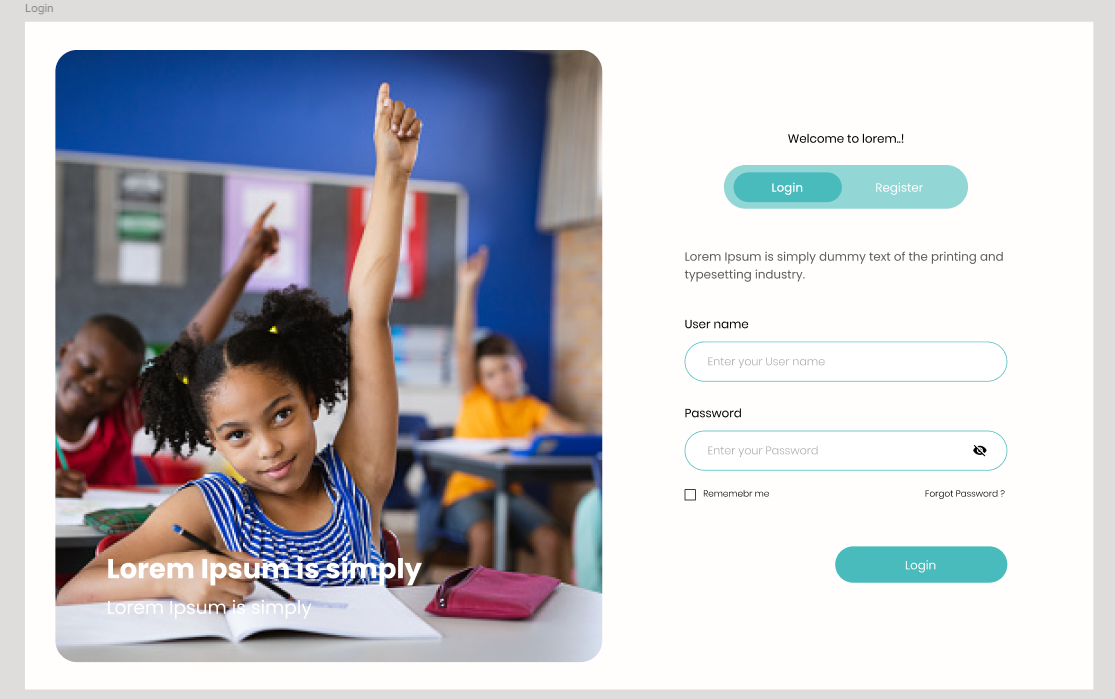 Login
Welcome to lorem..!
Login
Register
Lorem Ipsum is simply dummy text of the printing and
typesetting industry.
User name
Enter your User name
Password
Enter your Password
Rememebr me
Forgot Password ?
Login
Lorem Ipsum is simply
Lorem Ipsum is simply